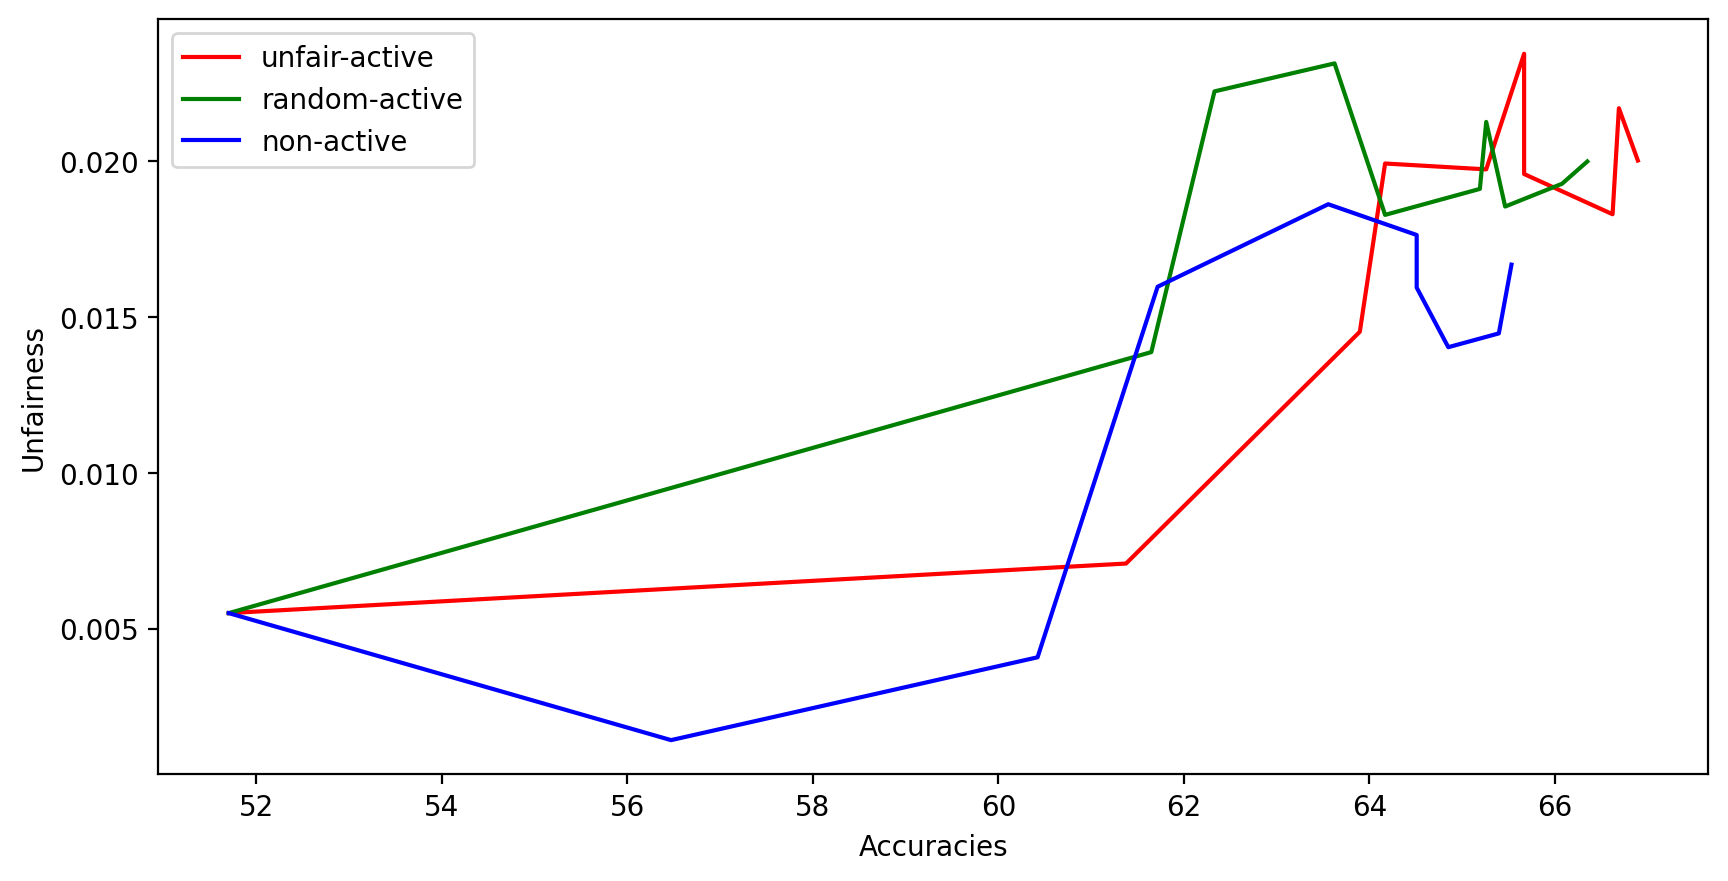 unfair-active
random-active
non-active
Unfairness
0.020
0.015
0.010
0.005
52 54 56 58 60 62 64 66
Accuracies